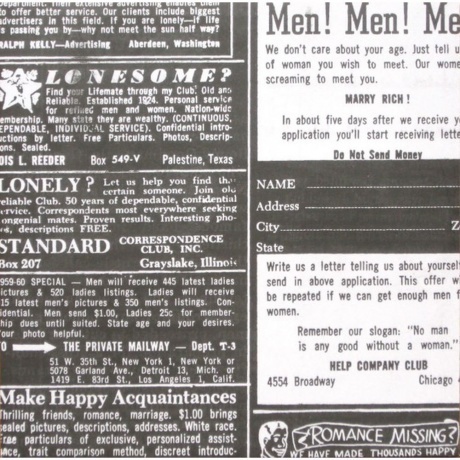 Department. Their extensive advertising enables them
to offer better service. Our clients include biggest
advertisers in this field. If you are lonely—if life
is passing you by—why not meet the sun half way?
RALPH KELLY—Advertising Aberdeen, Washington
LONESOME?
Find your Lifemate through my Club. Old and
Reliable. Established 1924. Personal service
for refined men and women. Nation-wide
membership. Many state they are wealthy. (CONTINUOUS,
DEPENDABLE, INDIVIDUAL SERVICE). Confidential intro-
ductions by letter. Free Particulars. Photos, Descrip-
ions. Sealed.
OIS L. REEDER Box 549-V Palestine, Texas
LONELY? Let us help you find that
certain someone. Join old
reliable Club. 50 years of dependable, confidential
service. Correspondents most everywhere seeking
congenial mates. Proven results. Interesting pho-
os, descriptions FREE.
STANDARD CORRESPONDENCE
CLUB, INC.
Box 207 Grayslake, Illinois
1959-60 SPECIAL — Men will receive 445 latest ladies
pictures & 520 ladies listings. Ladies will receive
15 latest men's pictures & 350 men's listings. Con-
idential. Men send $1.00, Ladies 25c for member-
ship dues until suited. State age and your desires.
Your photo helpful.
TO THE PRIVATE MAILWAY — Dept. T-3
51 W. 35th St., New York 1, New York or
5078 Garland Ave., Detroit 13, Mich. or
1419 E. 83rd St., Los Angeles 1, Calif.
Make Happy Acquaintances
Thrilling friends, romance, marriage. $1.00 brings
sealed pictures, descriptions, addresses. White race.
Free particulars of exclusive, personalized assist-
ance, trait comparison method, discreet introduc-
Men! Men! Me
We don't care about your age. Just tell u
of woman you wish to meet. Our wome
screaming to meet you.
MARRY RICH!
In about five days after we receive yo
application you'll start receiving lette
Do Not Send Money
NAME
Address
City Z
State
Write us a letter telling us about yourself
send in above application. This offer wi
be repeated if we can get enough men f
women.
Remember our slogan: "No man
is any good without a woman."
HELP COMPANY CLUB
4554 Broadway Chicago 4
ROMANCE MISSING?
WE HAVE MADE THOUSANDS HAPPY